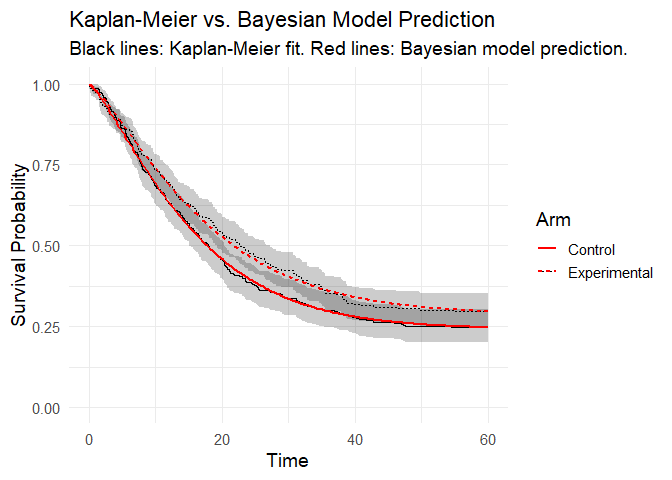 Kaplan-Meier vs. Bayesian Model Prediction
Black lines: Kaplan-Meier fit. Red lines: Bayesian model prediction.
Survival Probability
1.00
0.75
0.50
0.25
0.00
0
20
40
60
Time
Arm
Control
Experimental